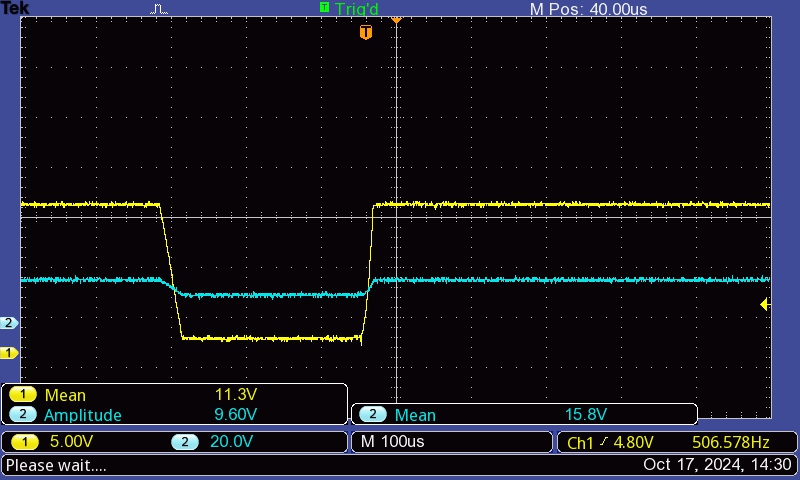 Tek T Trig'd M Pos: 40.00us
T
2
1
1 Mean 11.3V
2 Amplitude 9.60V 2 Mean 15.8V
1 5.00V 2 20.0V M 100us Ch1 4.80V 506.578Hz
Please wait.... Oct 17, 2024, 14:30